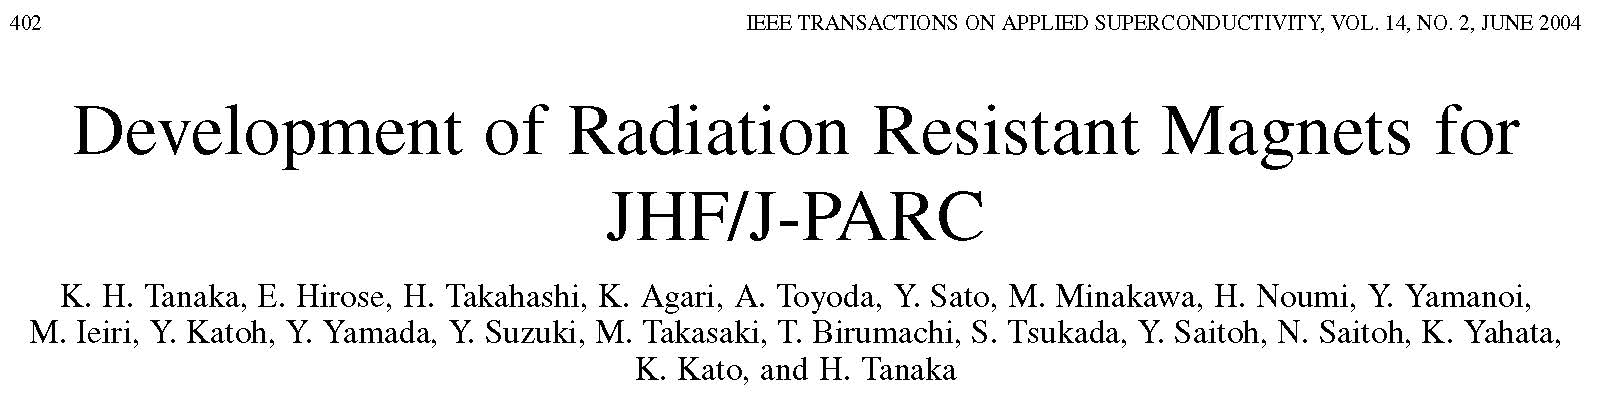 402
IEEE TRANSACTIONS ON APPLIED SUPERCONDUCTIVITY, VOL. 14, NO. 2, JUNE 2004
Development of Radiation Resistant Magnets for
JHF/J-PARC
K. H. Tanaka, E. Hirose, H. Takahashi, K. Agari, A. Toyoda, Y. Sato, M. Minakawa, H. Noumi, Y. Yamanoi,
M. Ieiri, Y. Katoh, Y. Yamada, Y. Suzuki, M. Takasaki, T. Birumachi, S. Tsukada, Y. Saitoh, N. Saitoh, K. Yahata,
K. Kato, and H. Tanaka